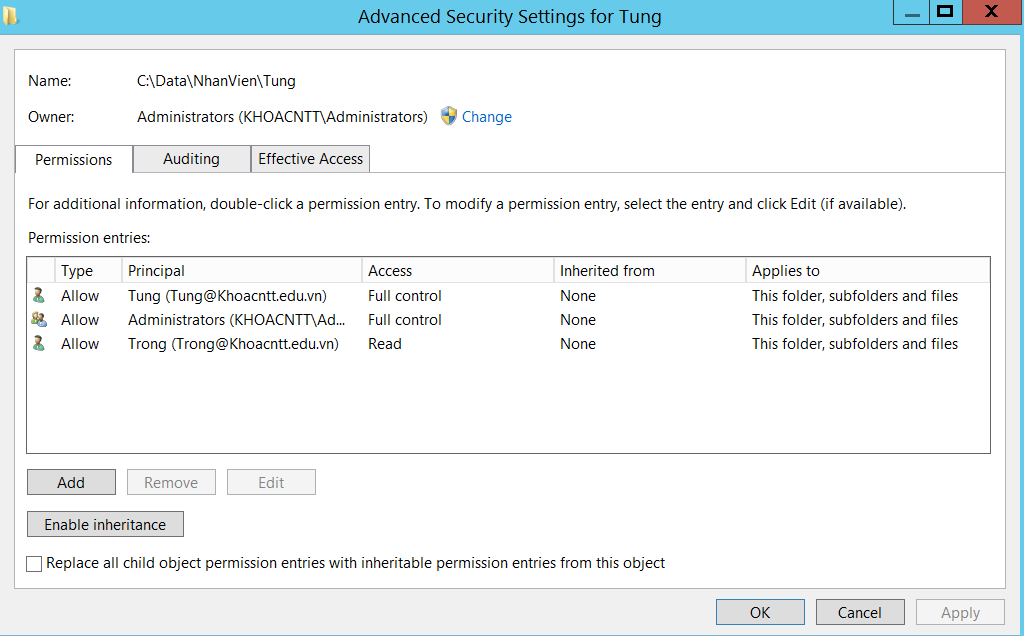 Advanced Security Settings for Tung
Name: C:\Data\NhanVien\Tung
Owner: Administrators (KHOACNTT\Administrators) Change
Permissions Auditing Effective Access
For additional information, double-click a permission entry. To modify a permission entry, select the entry and click Edit (if available).
Permission entries:
Type Principal Access Inherited from Applies to
Allow Tung (Tung@Khoacntt.edu.vn) Full control None This folder, subfolders and files
Allow Administrators (KHOACNTT\Ad... Full control None This folder, subfolders and files
Allow Trong (Trong@Khoacntt.edu.vn) Read None This folder, subfolders and files
Add Remove Edit
Enable inheritance
Replace all child object permission entries with inheritable permission entries from this object
OK Cancel Apply